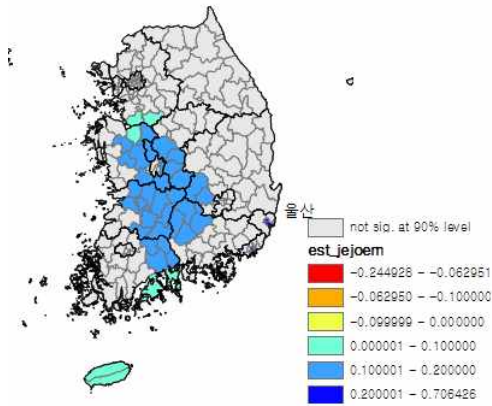 울산
not sig. at 90% level
est_jejoem
-0.244928 - -0.062951
-0.062950 - -0.100000
-0.099999 - 0.000000
0.000001 - 0.100000
0.100001 - 0.200000
0.200001 - 0.706426